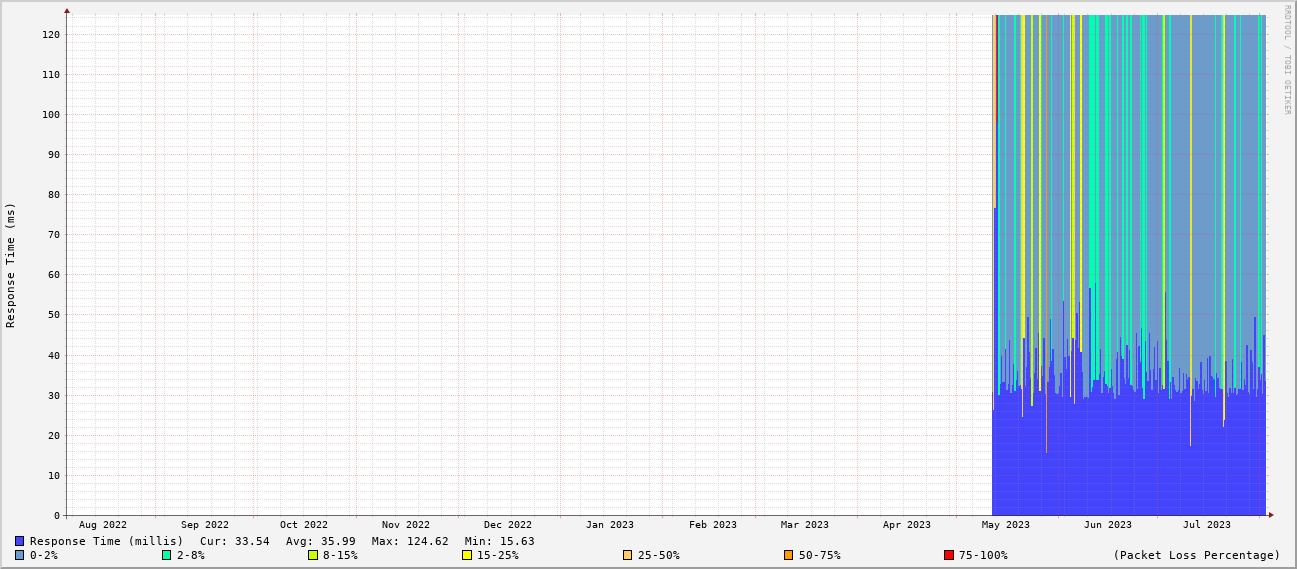 RRDTOOL / TOBI OETIKER
Response Time (ms)
120
110
100
90
80
70
60
50
40
30
20
10
0
Aug 2022 Sep 2022 Oct 2022 Nov 2022 Dec 2022 Jan 2023 Feb 2023 Mar 2023 Apr 2023 May 2023 Jun 2023 Jul 2023
Response Time (millis) Cur: 33.54 Avg: 35.99 Max: 124.62 Min: 15.63
0-2% 2-8% 8-15% 15-25% 25-50% 50-75% 75-100% (Packet Loss Percentage)